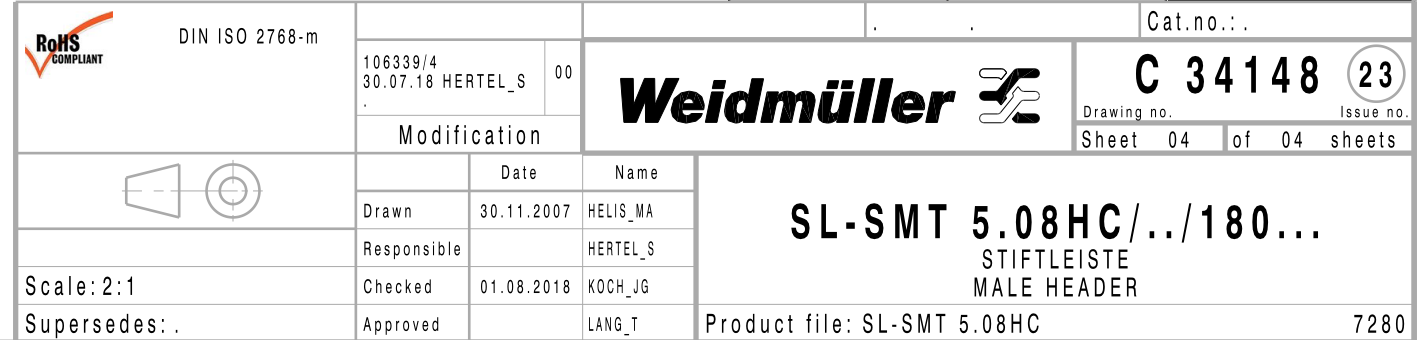 RoHS
COMPLIANT
DIN ISO 2768-m
106339/4
30.07.18 HERTEL_S
.
00
Modification
. .
Cat.no.: .
Weidmüller
C 34148
23
Drawing no.
Issue no.
Sheet 04 of 04 sheets
Date Name
Drawn 30.11.2007 HELIS_MA
Responsible HERTEL_S
Checked 01.08.2018 KOCH_JG
Approved LANG_T
Scale: 2:1
Supersedes: .
SL-SMT 5.08HC/../180...
STIFTLEISTE
MALE HEADER
Product file: SL-SMT 5.08HC 7280